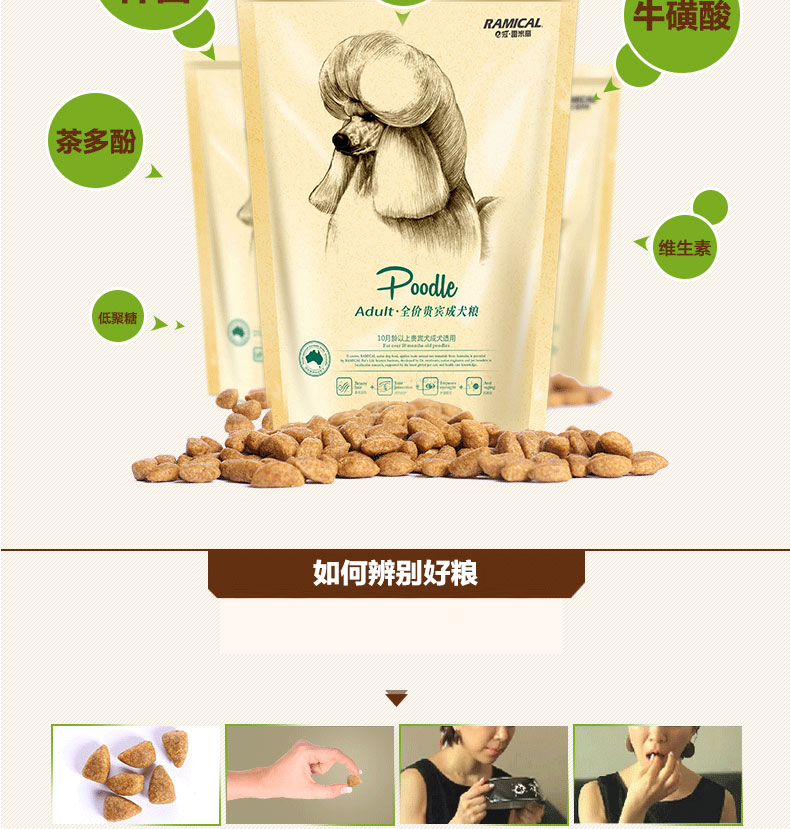 RAMICAL
e宠·雷米高
牛磺酸
茶多酚
维生素
低聚糖
Poodle
Adult·全价贵宾成犬粮
10月龄以上贵宾犬成犬适用
For over 10 months old poodles
如何辨别好粮